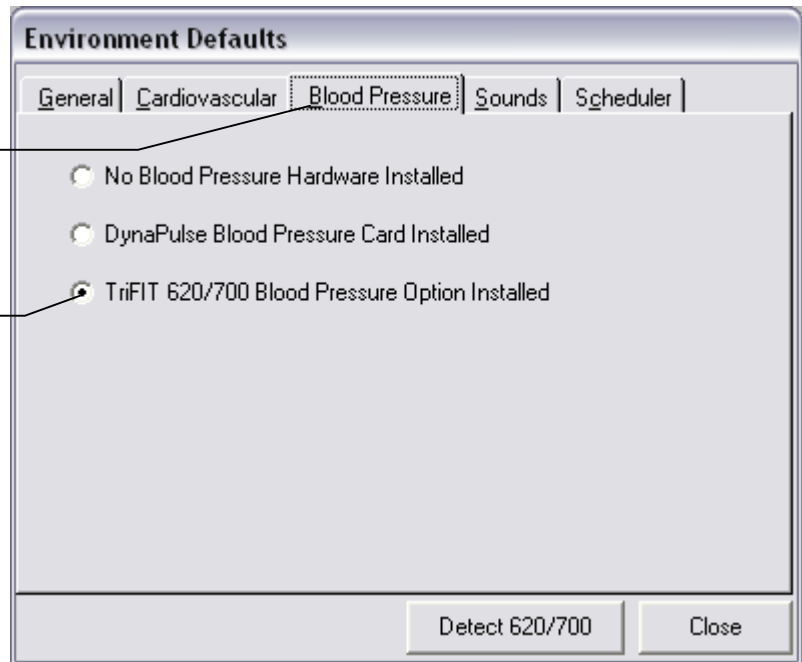 Environment Defaults
General Cardiovascular Blood Pressure Sounds Scheduler
No Blood Pressure Hardware Installed
DynaPulse Blood Pressure Card Installed
TriFIT 620/700 Blood Pressure Option Installed
Detect 620/700 Close